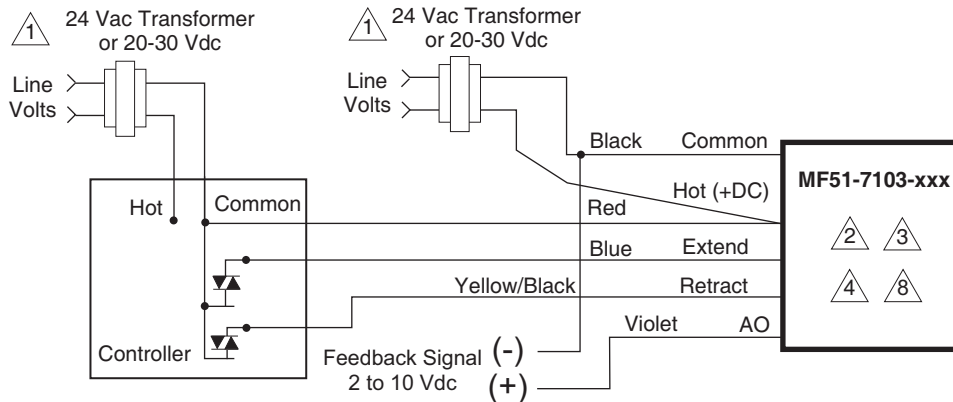 1
24 Vac Transformer
or 20-30 Vdc
Line
Volts
1
24 Vac Transformer
or 20-30 Vdc
Line
Volts
Black
Common
MF51-7103-xxx
Hot (+DC)
Hot
Common
Red
2
3
Blue
Extend
4
8
Yellow/Black
Retract
Violet
AO
Controller
Feedback Signal
2 to 10 Vdc
(-)
(+)